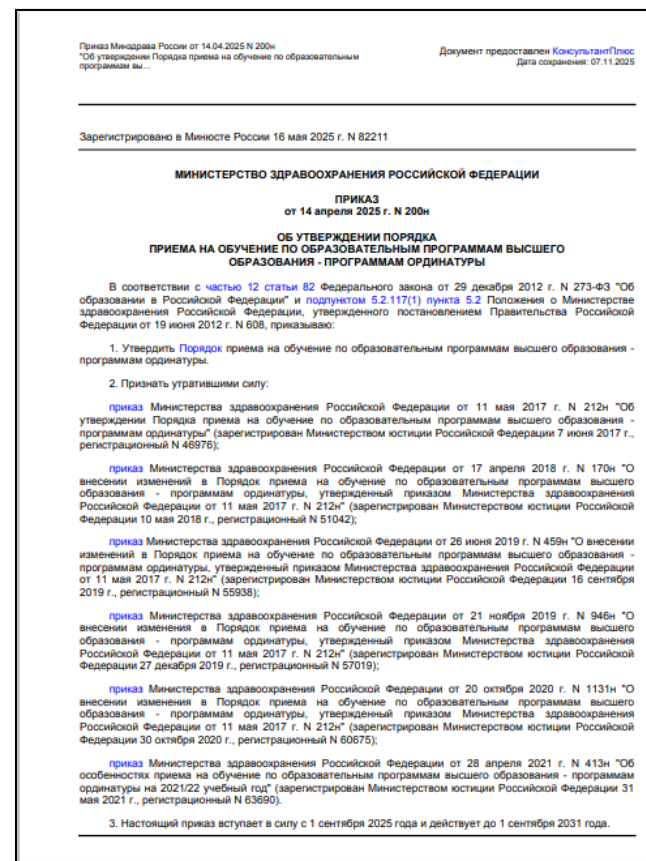 Приказ Минздрава России от 14.04.2025 N 200н
"Об утверждении Порядка приема на обучение по образовательным
программам вы...
Документ предоставлен КонсультантПлюс
Дата сохранения: 07.11.2025
Зарегистрировано в Минюсте России 16 мая 2025 г. N 82211
МИНИСТЕРСТВО ЗДРАВООХРАНЕНИЯ РОССИЙСКОЙ ФЕДЕРАЦИИ
ПРИКАЗ
от 14 апреля 2025 г. N 200н
ОБ УТВЕРЖДЕНИИ ПОРЯДКА
ПРИЕМА НА ОБУЧЕНИЕ ПО ОБРАЗОВАТЕЛЬНЫМ ПРОГРАММАМ ВЫСШЕГО
ОБРАЗОВАНИЯ - ПРОГРАММАМ ОРДИНАТУРЫ
В соответствии с частью 12 статьи 82 Федерального закона от 29 декабря 2012 г. N 273-ФЗ "Об
образовании в Российской Федерации" и подпунктом 5.2.117(1) пункта 5.2 Положения о Министерстве
здравоохранения Российской Федерации, утвержденного постановлением Правительства Российской
Федерации от 19 июня 2012 г. N 608, приказываю:
1. Утвердить Порядок приема на обучение по образовательным программам высшего образования -
программам ординатуры.
2. Признать утратившими силу:
приказ Министерства здравоохранения Российской Федерации от 11 мая 2017 г. N 212н "Об
утверждении Порядка приема на обучение по образовательным программам высшего образования -
программам ординатуры" (зарегистрирован Министерством юстиции Российской Федерации 7 июня 2017 г.,
регистрационный N 46976);
приказ Министерства здравоохранения Российской Федерации от 17 апреля 2018 г. N 170н "О
внесении изменений в Порядок приема на обучение по образовательным программам высшего
образования - программам ординатуры, утвержденный приказом Министерства здравоохранения
Российской Федерации от 11 мая 2017 г. N 212н" (зарегистрирован Министерством юстиции Российской
Федерации 10 мая 2018 г., регистрационный N 51042);
приказ Министерства здравоохранения Российской Федерации от 26 июня 2019 г. N 459н "О внесении
изменений в Порядок приема на обучение по образовательным программам высшего образования -
программам ординатуры, утвержденный приказом Министерства здравоохранения Российской Федерации
от 11 мая 2017 г. N 212н" (зарегистрирован Министерством юстиции Российской Федерации 16 сентября
2019 г., регистрационный N 55938);
приказ Министерства здравоохранения Российской Федерации от 21 ноября 2019 г. N 946н "О
внесении изменения в Порядок приема на обучение по образовательным программам высшего
образования - программам ординатуры, утвержденный приказом Министерства здравоохранения
Российской Федерации от 11 мая 2017 г. N 212н" (зарегистрирован Министерством юстиции Российской
Федерации 27 декабря 2019 г., регистрационный N 57019);
приказ Министерства здравоохранения Российской Федерации от 20 октября 2020 г. N 1131н "О
внесении изменения в Порядок приема на обучение по образовательным программам высшего
образования - программам ординатуры, утвержденный приказом Министерства здравоохранения
Российской Федерации от 11 мая 2017 г. N 212н" (зарегистрирован Министерством юстиции Российской
Федерации 30 октября 2020 г., регистрационный N 60675);
приказ Министерства здравоохранения Российской Федерации от 28 апреля 2021 г. N 413н "Об
особенностях приема на обучение по образовательным программам высшего образования - программам
ординатуры на 2021/22 учебный год" (зарегистрирован Министерством юстиции Российской Федерации 31
мая 2021 г., регистрационный N 63690).
3. Настоящий приказ вступает в силу с 1 сентября 2025 года и действует до 1 сентября 2031 года.